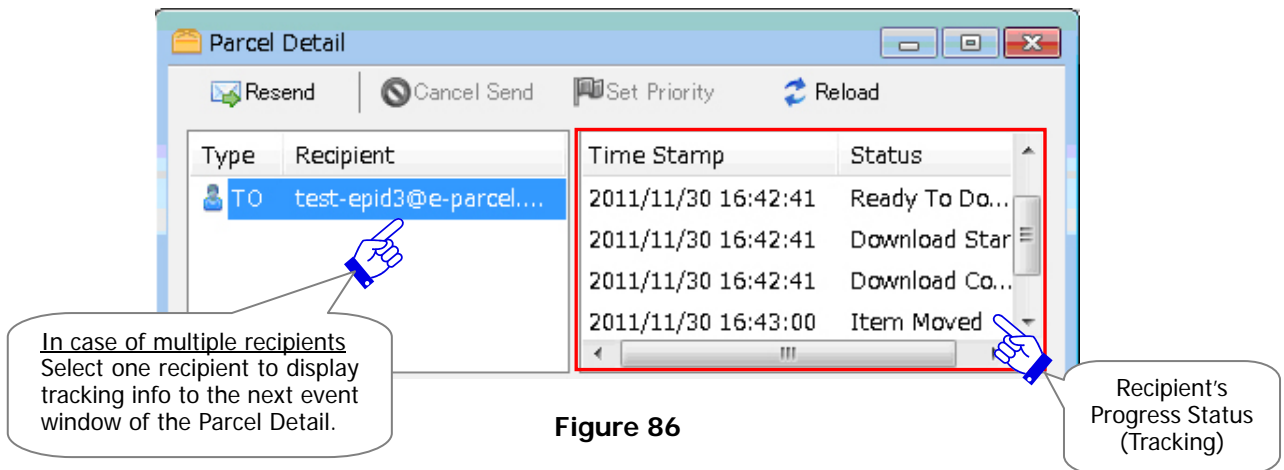 Parcel Detail
Resend Cancel Send Set Priority Reload
Type Recipient Time Stamp Status
TO test-epid3@e-parcel.... 2011/11/30 16:42:41 Ready To Do...
2011/11/30 16:42:41 Download Star
2011/11/30 16:42:41 Download Co...
2011/11/30 16:43:00 Item Moved
In case of multiple recipients
Select one recipient to display
tracking info to the next event
window of the Parcel Detail.
Recipient's
Progress Status
(Tracking)
Figure 86